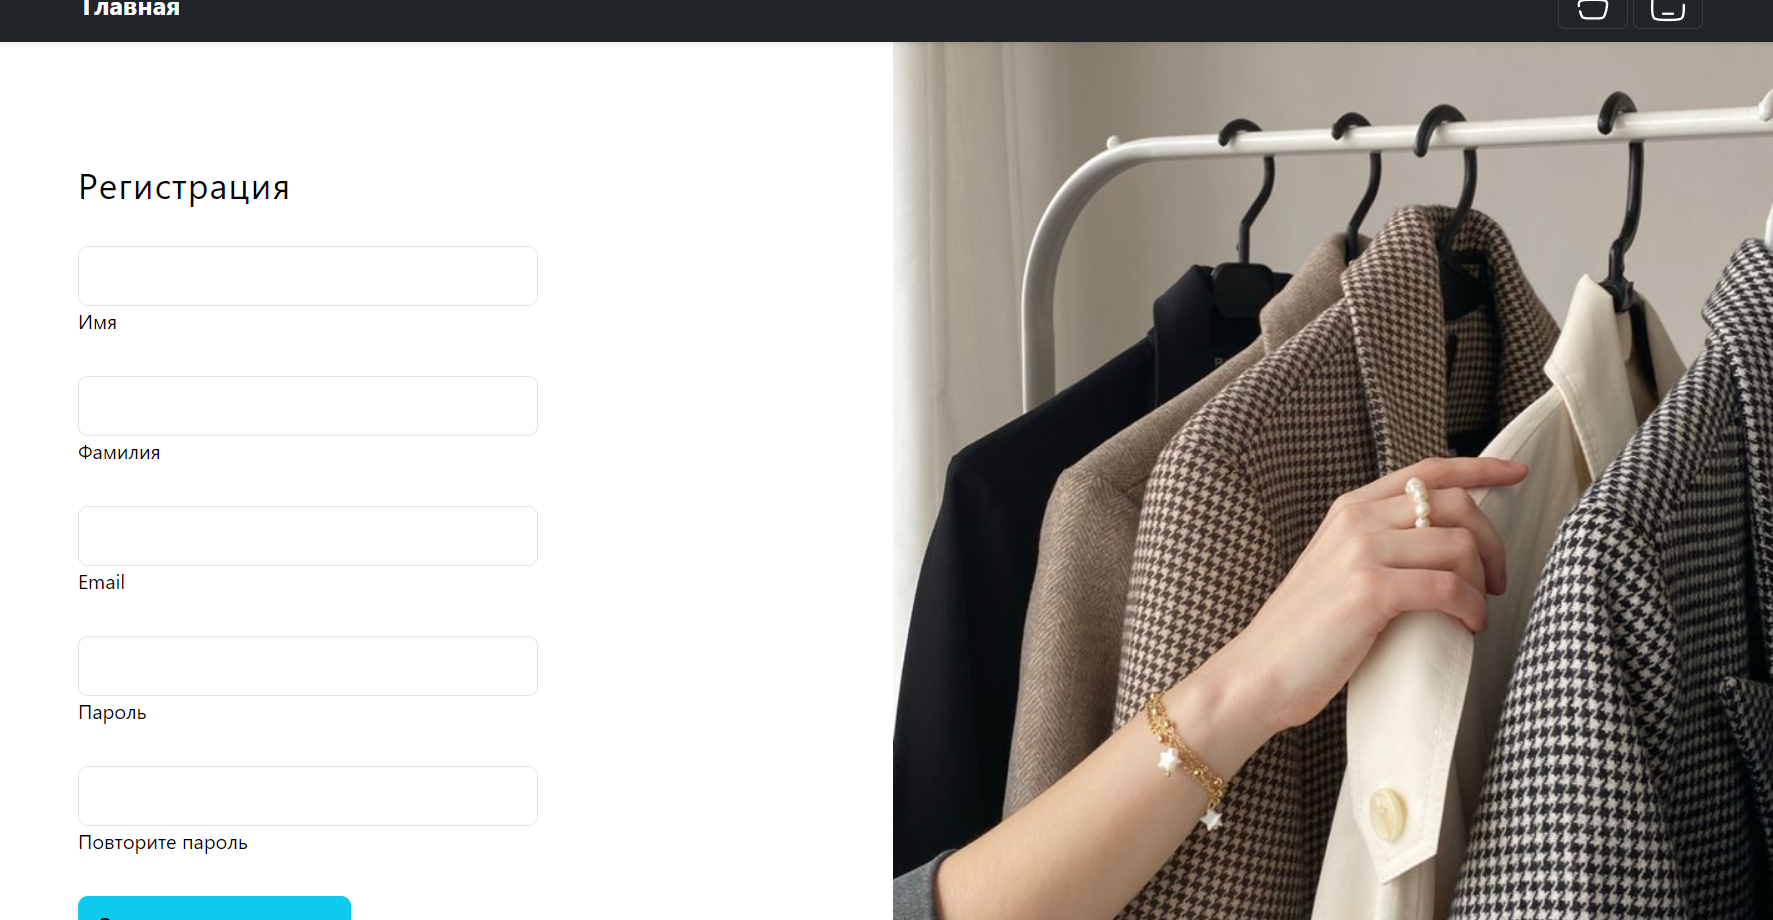 Главная
Регистрация
Имя
Фамилия
Email
Пароль
Повторите пароль